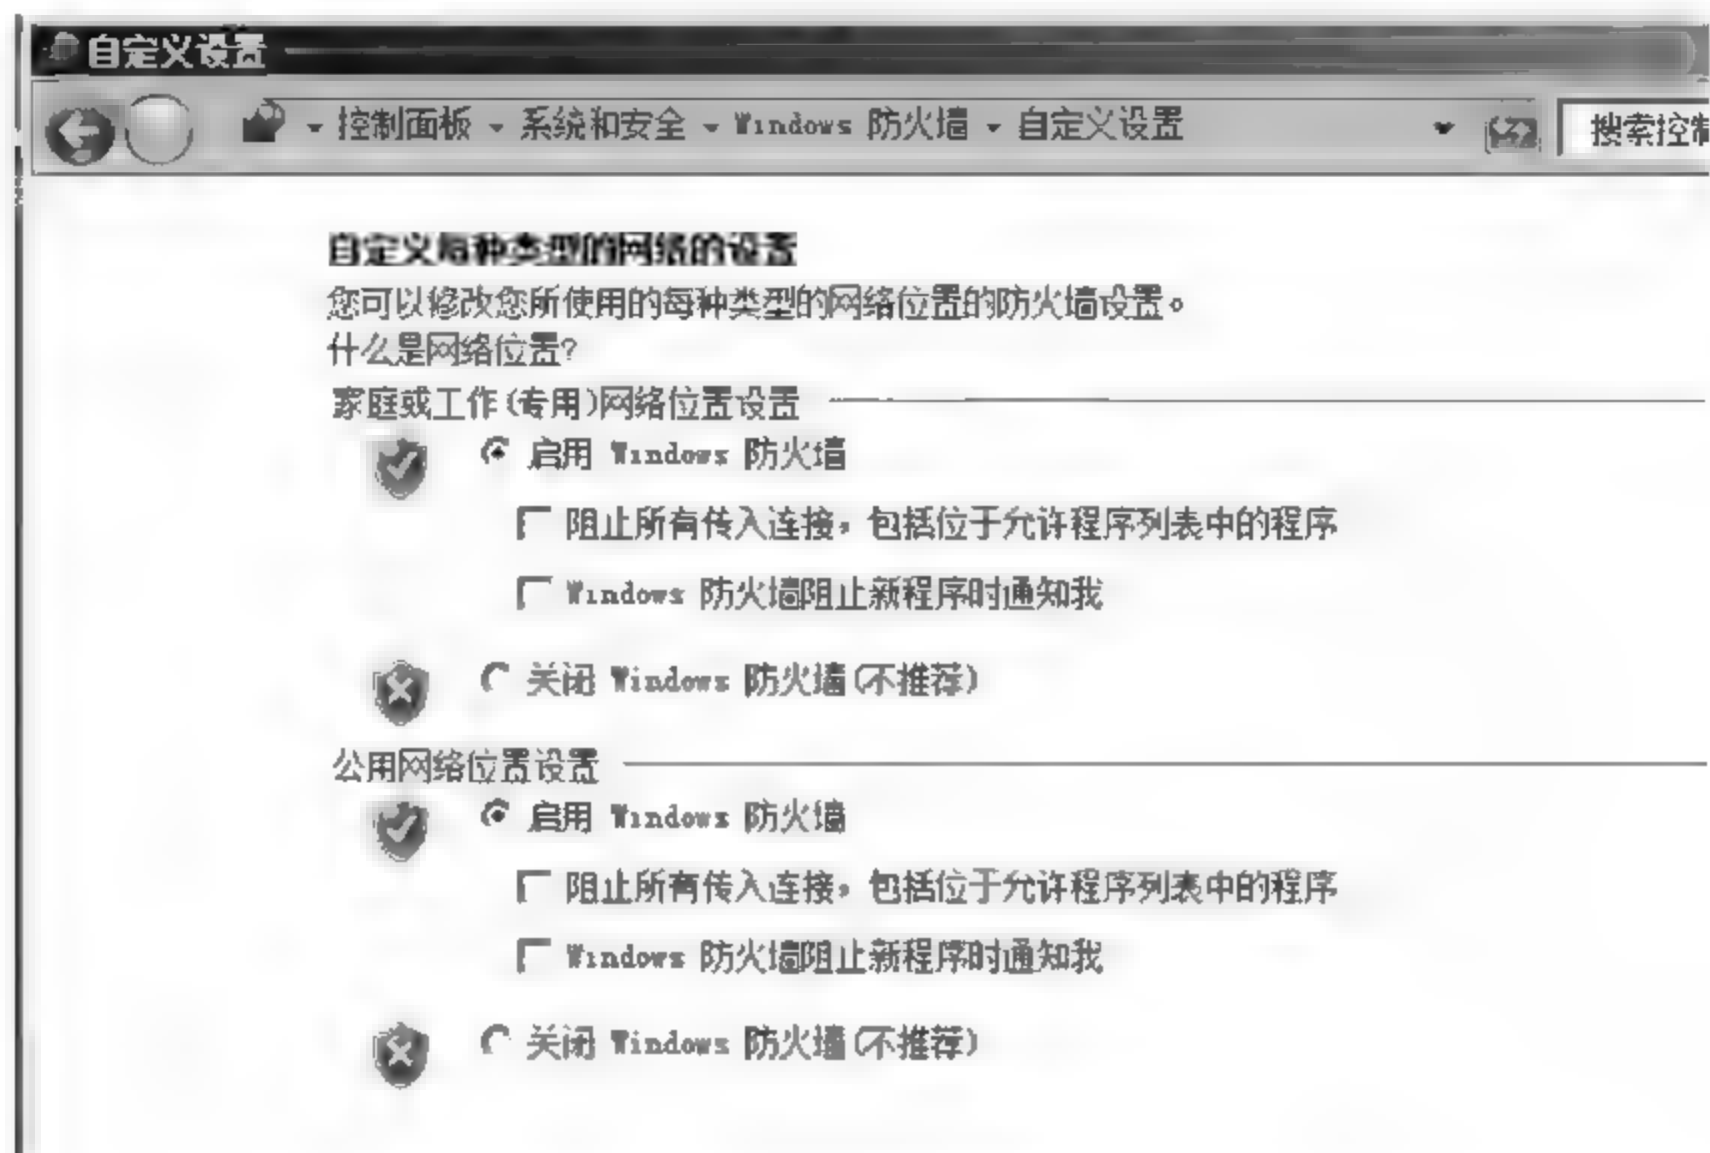 自定义设置
控制面板 系统和安全 Windows 防火墙 自定义设置 搜索控制
自定义每种类型的网络的设置
您可以修改您所使用的每种类型的网络位置的防火墙设置。
什么是网络位置?
家庭或工作(专用)网络位置设置
启用 Windows 防火墙
阻止所有传入连接，包括位于允许程序列表中的程序
Windows 防火墙阻止新程序时通知我
关闭 Windows 防火墙(不推荐)
公用网络位置设置
启用 Windows 防火墙
阻止所有传入连接，包括位于允许程序列表中的程序
Windows 防火墙阻止新程序时通知我
关闭 Windows 防火墙(不推荐)